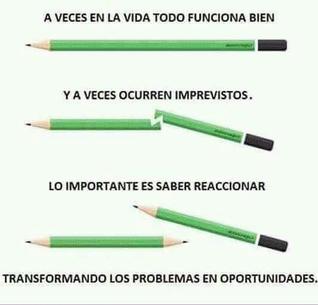 A VECES EN LA VIDA TODO FUNCIONA BIEN
Y A VECES OCURREN IMPREVISTOS.
LO IMPORTANTE ES SABER REACCIONAR
TRANSFORMANDO LOS PROBLEMAS EN OPORTUNIDADES.